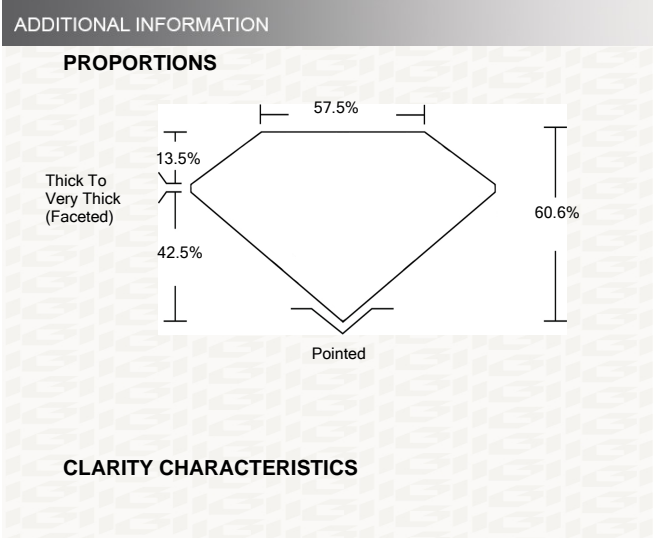 ADDITIONAL INFORMATION
PROPORTIONS
57.5%
13.5%
Thick To
Very Thick
(Faceted)
60.6%
42.5%
Pointed
CLARITY CHARACTERISTICS